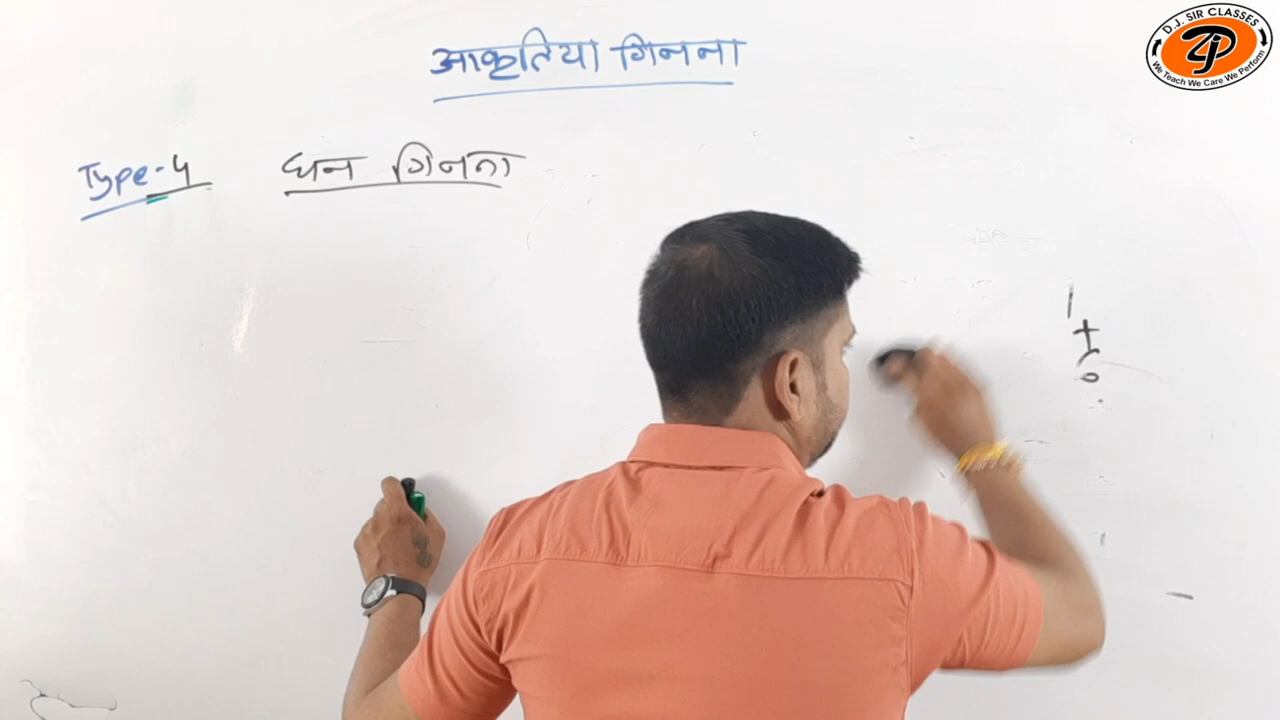 D.J. SIR CLASSES
We Teach We Care We Perform
आकृतिया गिनना
Type-4 घन गिनना